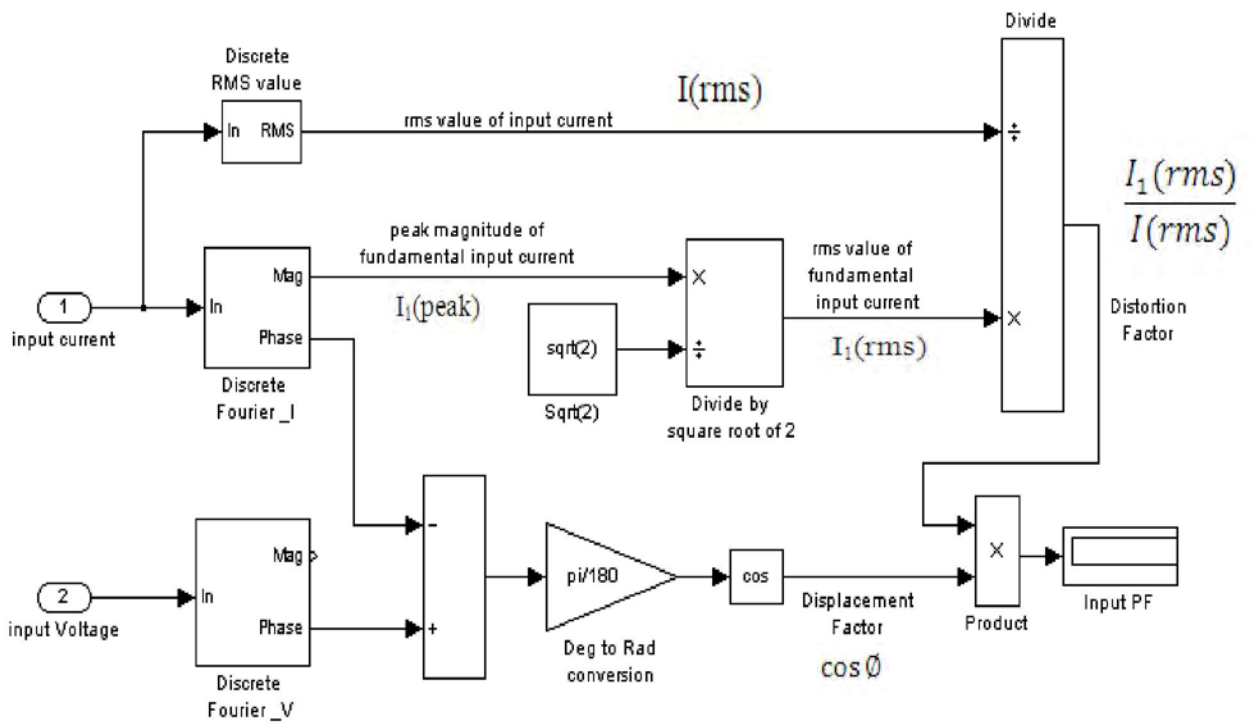 Divide
Discrete
RMS value
In
RMS
rms value of input current
I(rms)
÷
I₁(rms)
I(rms)
peak magnitude of
fundamental input current
I₁(peak)
rms value of
fundamental
input current
I₁(rms)
Mag
In
Phase
Discrete
Fourier _I
1
input current
×
÷
sqrt(2)
Sqrt(2)
Divide by
square root of 2
×
Distortion
Factor
Mag
In
Phase
Discrete
Fourier _V
2
input Voltage
-
+
pi/180
Deg to Rad
conversion
cos
Displacement
Factor
cos Ø
×
Product
Input PF